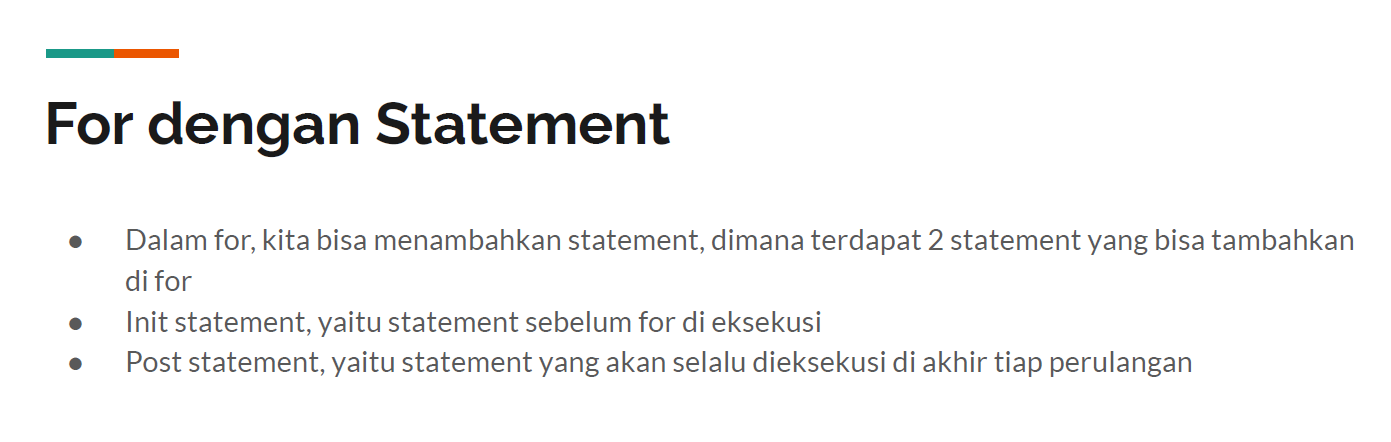 For dengan Statement
● Dalam for, kita bisa menambahkan statement, dimana terdapat 2 statement yang bisa tambahkan
di for
● Init statement, yaitu statement sebelum for di eksekusi
● Post statement, yaitu statement yang akan selalu dieksekusi di akhir tiap perulangan